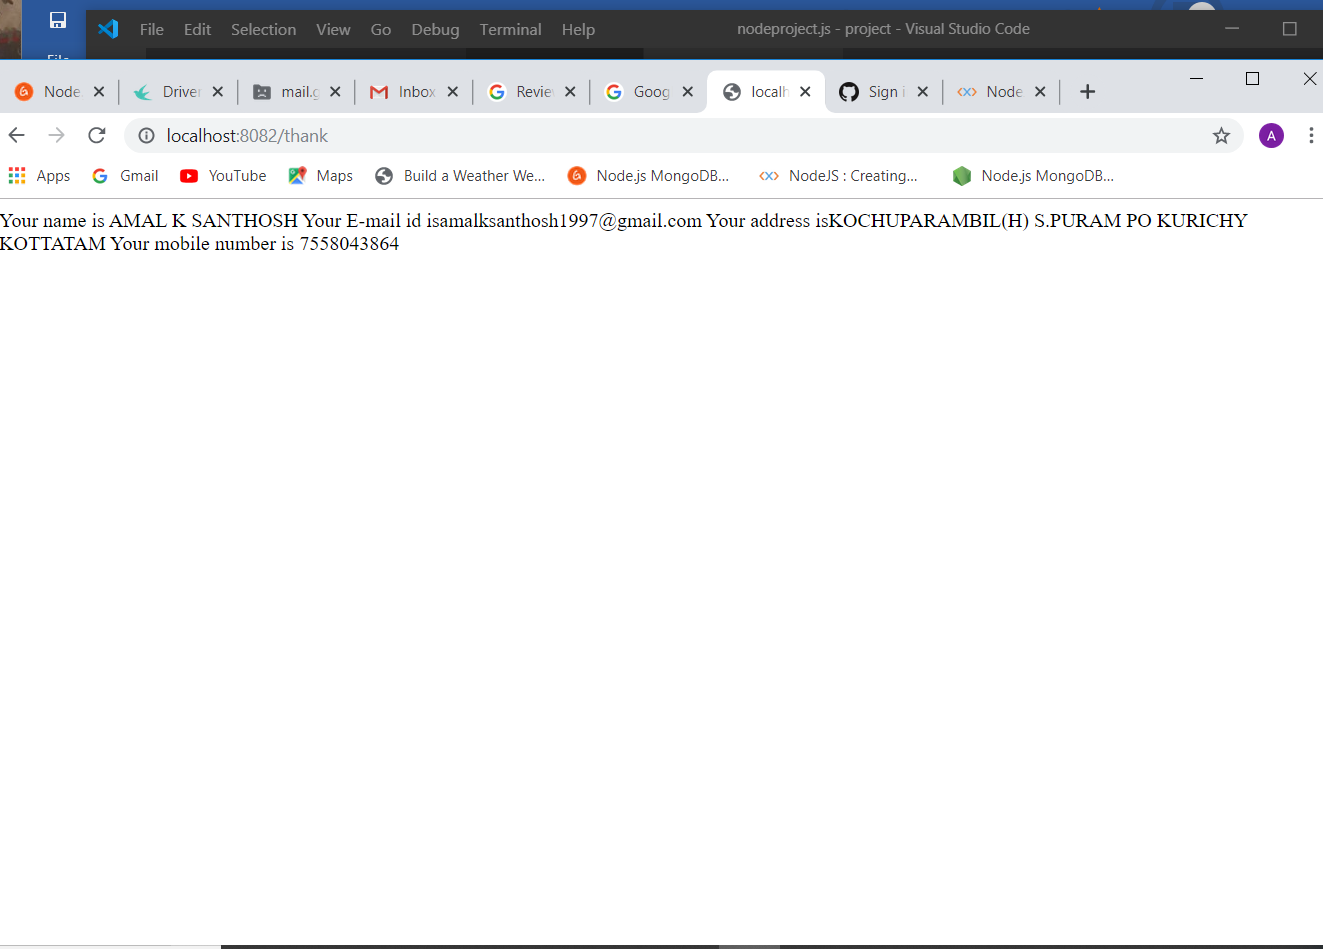 File
File Edit Selection View Go Debug Terminal Help nodeproject.js - project - Visual Studio Code
Node Driver mail.g Inbox Review Goog localh Sign i Node
localhost:8082/thank A
Apps Gmail YouTube Maps Build a Weather We... Node.js MongoDB... NodeJS : Creating... Node.js MongoDB...
Your name is AMAL K SANTHOSH Your E-mail id isamalksanthosh1997@gmail.com Your address isKOCHUPARAMBIL(H) S.PURAM PO KURICHY
KOTTATAM Your mobile number is 7558043864